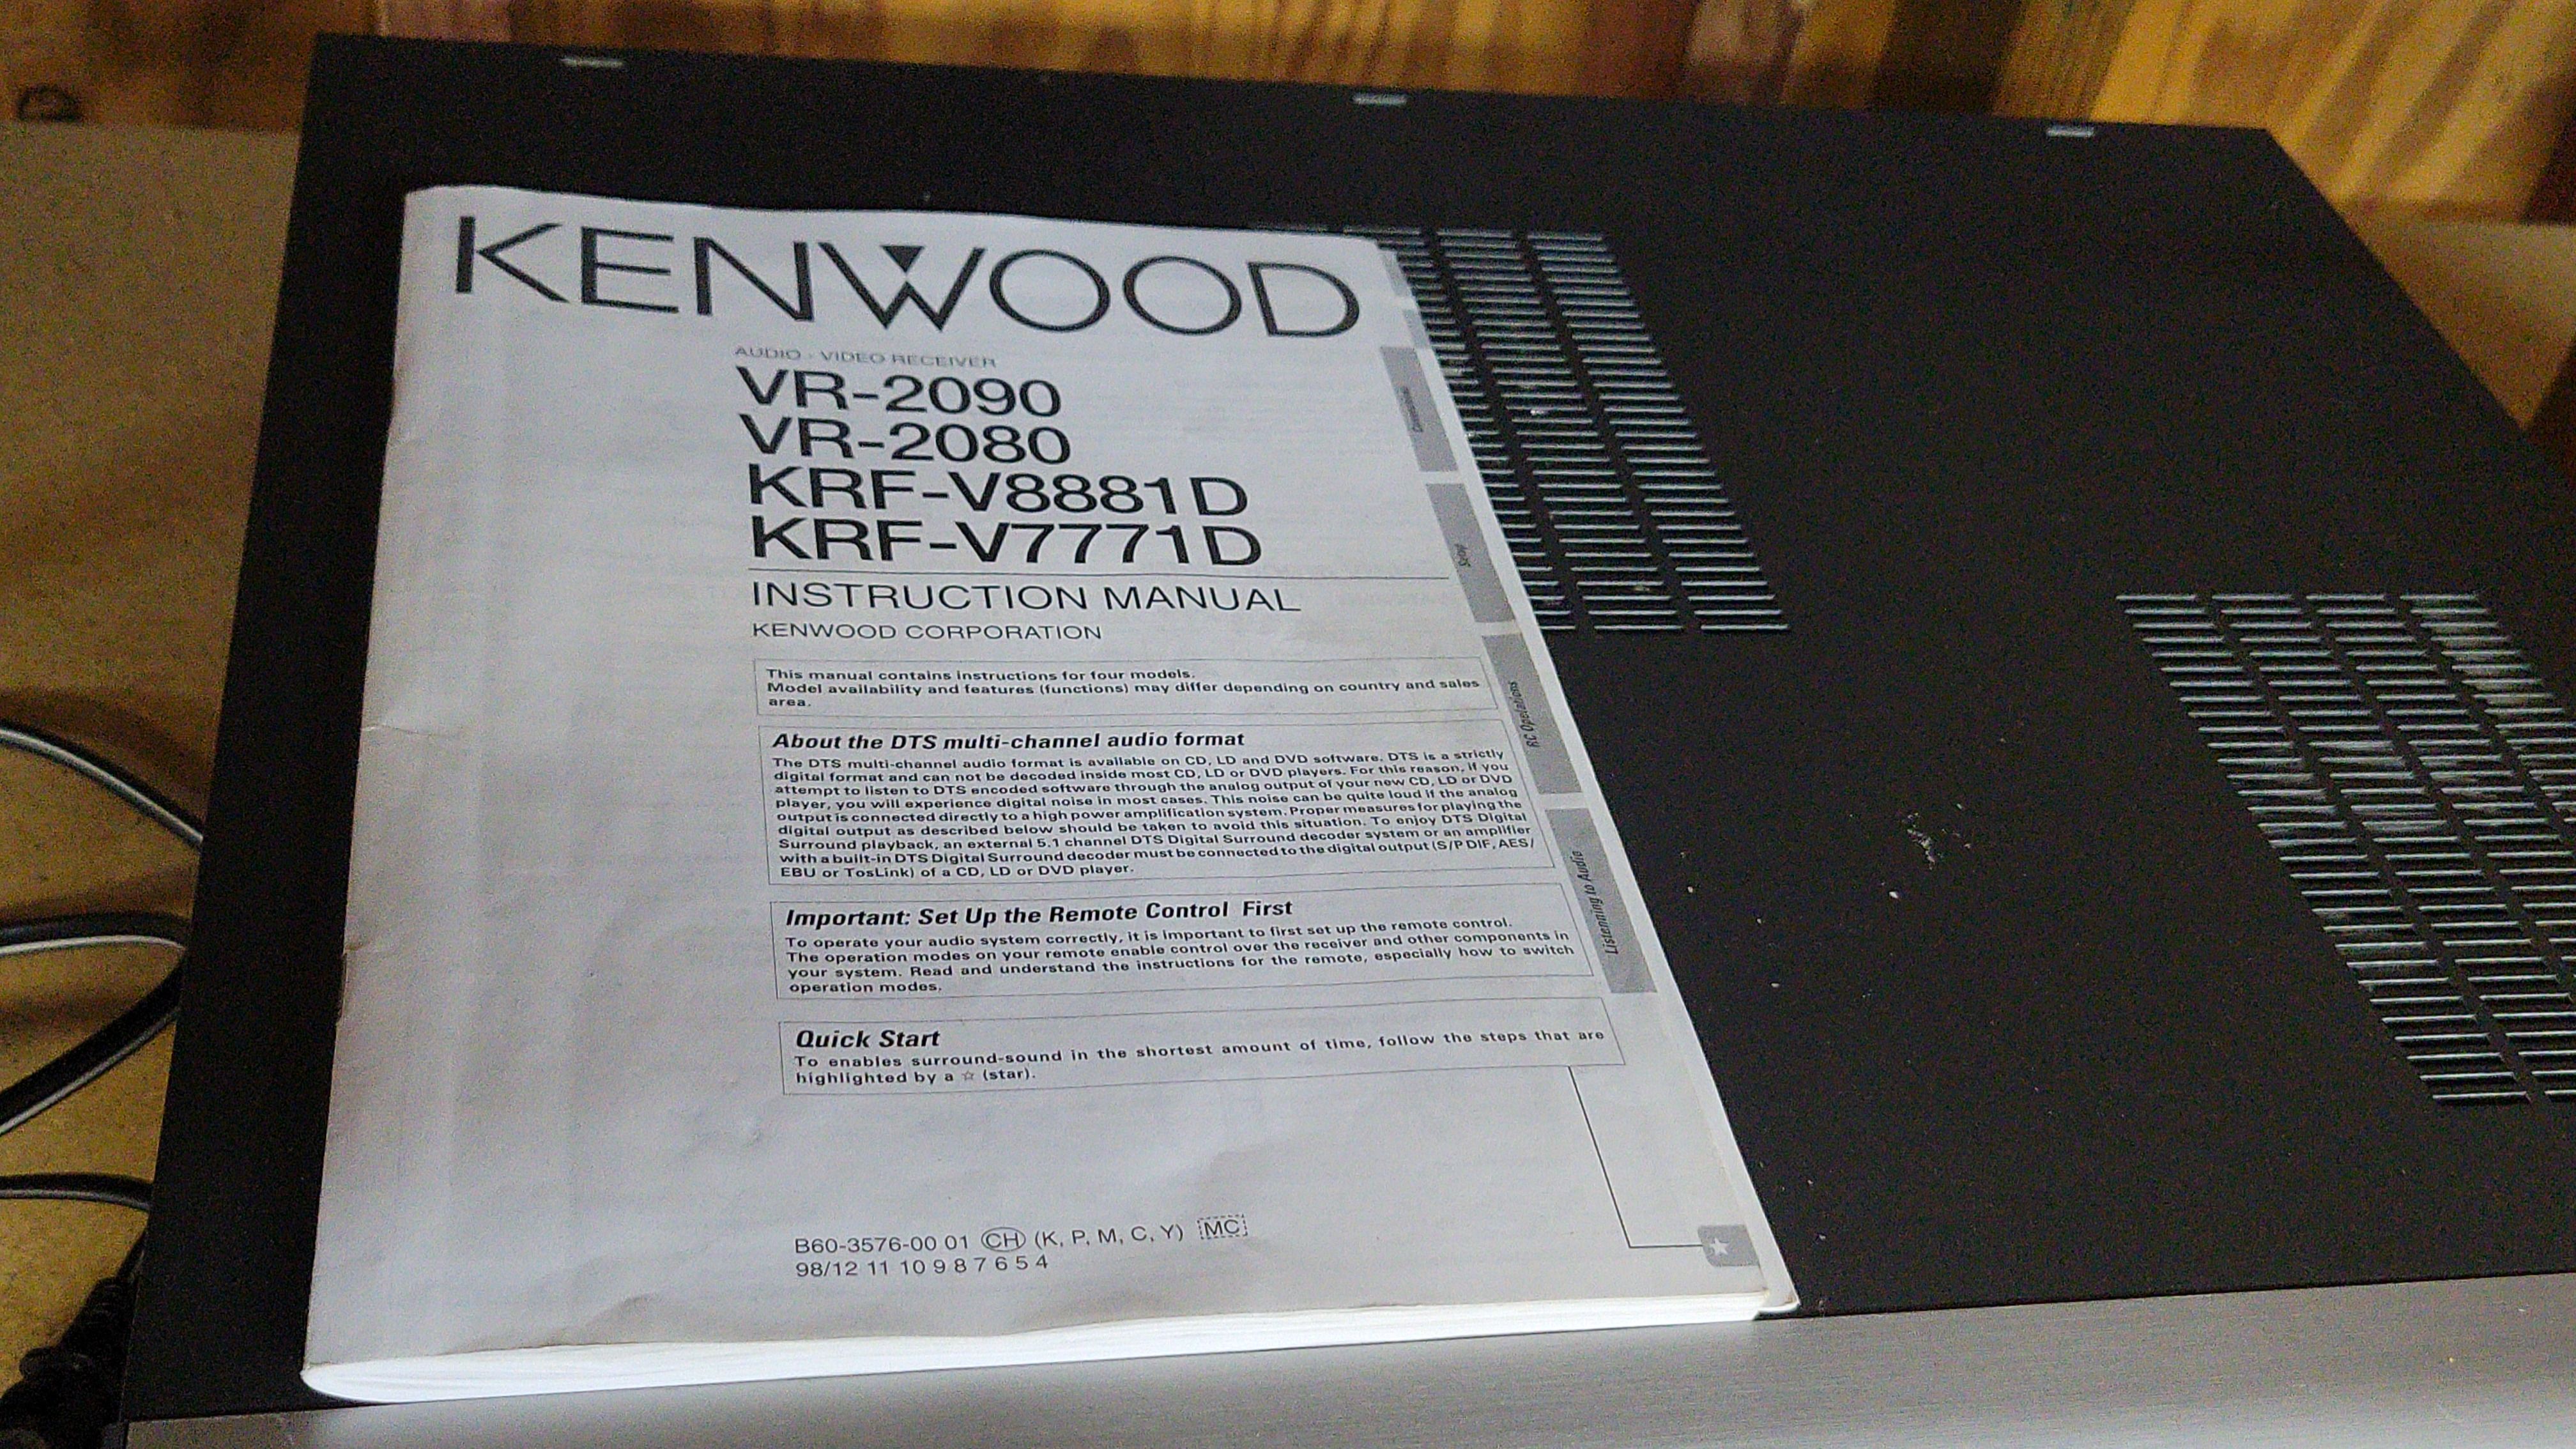 KENWOOD
AUDIO · VIDEO RECEIVER
VR-2090
VR-2080
KRF-V8881D
KRF-V7771D
INSTRUCTION MANUAL
KENWOOD CORPORATION
This manual contains instructions for four models.
Model availability and features (functions) may differ depending on country and sales
area.
About the DTS multi-channel audio format
The DTS multi-channel audio format is available on CD, LD and DVD software. DTS is a strictly
digital format and can not be decoded inside most CD, LD or DVD players. For this reason, if you
attempt to listen to DTS encoded software through the analog output of your new CD, LD or DVD
player, you will experience digital noise in most cases. This noise can be quite loud if the analog
output is connected directly to a high power amplification system. Proper measures for playing the
digital output as described below should be taken to avoid this situation. To enjoy DTS Digital
Surround playback, an external 5.1 channel DTS Digital Surround decoder system or an amplifier
with a built-in DTS Digital Surround decoder must be connected to the digital output (S/P DIF, AES/
EBU or TosLink) of a CD, LD or DVD player.
Important: Set Up the Remote Control First
To operate your audio system correctly, it is important to first set up the remote control.
The operation modes on your remote enable control over the receiver and other components in
your system. Read and understand the instructions for the remote, especially how to switch
operation modes.
Quick Start
To enables surround-sound in the shortest amount of time, follow the steps that are
highlighted by a ☆ (star).
B60-3576-00 01 CH (K, P, M, C, Y) MC
98/12 11 10 9 8 7 6 5 4
Setup
RC Operations
Listenning to Audio